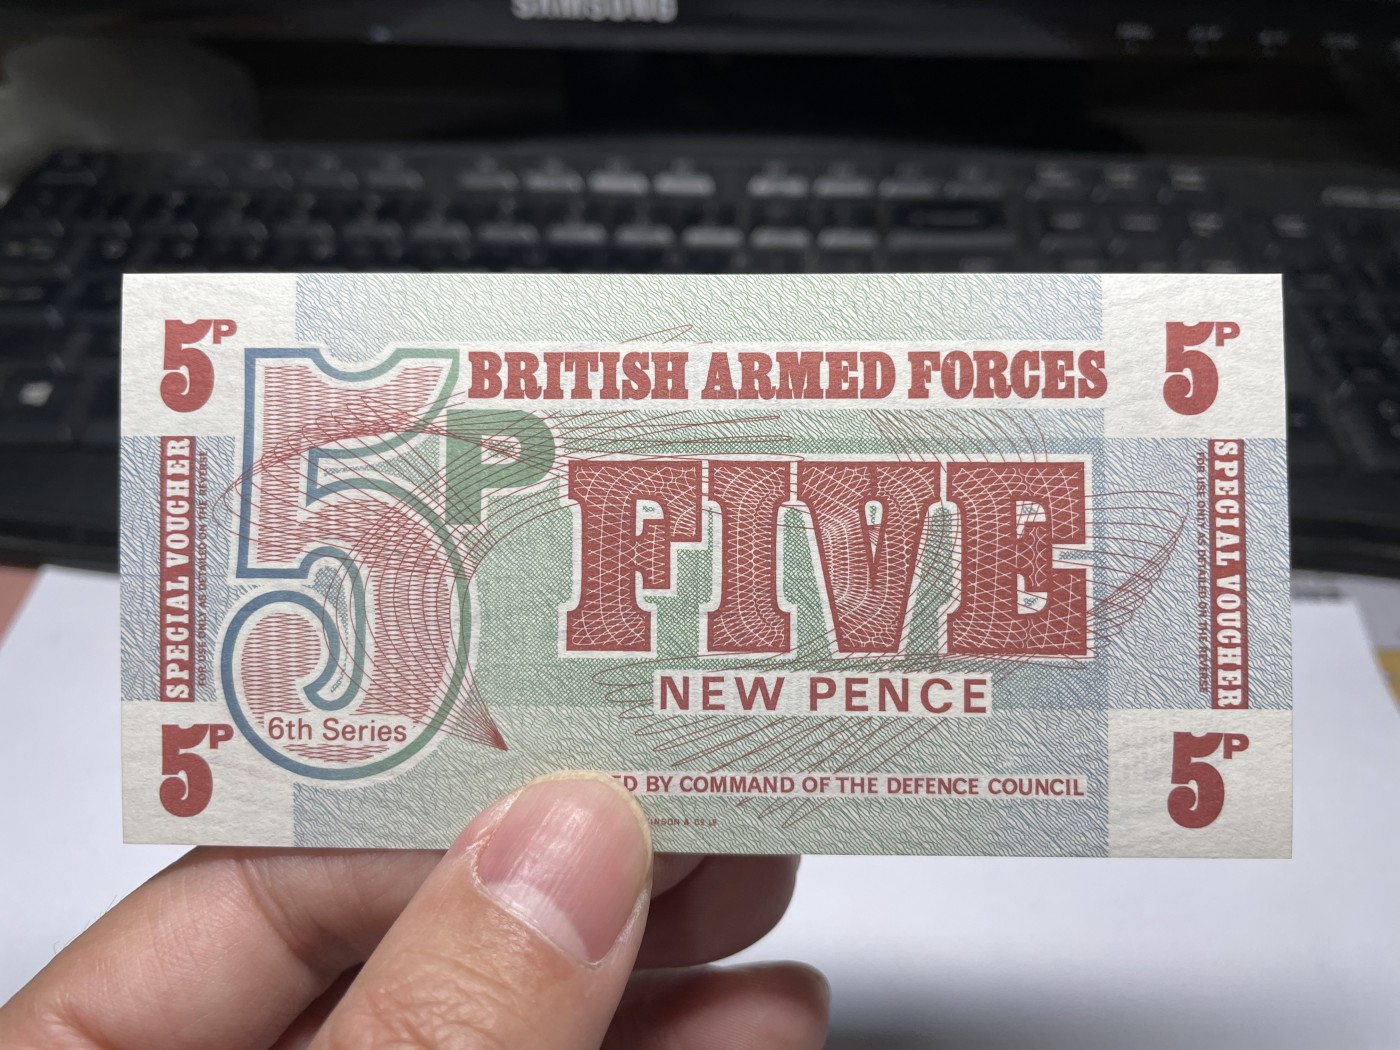 SAMSUNG
5P
5P
BRITISH ARMED FORCES
5P
SPECIAL VOUCHER
FOR USE ONLY AS DETAILED ON THE REVERSE
FIVE
NEW PENCE
6th Series
SPECIAL VOUCHER
FOR USE ONLY AS DETAILED ON THE REVERSE
5P
BY COMMAND OF THE DEFENCE COUNCIL
& CO
5P